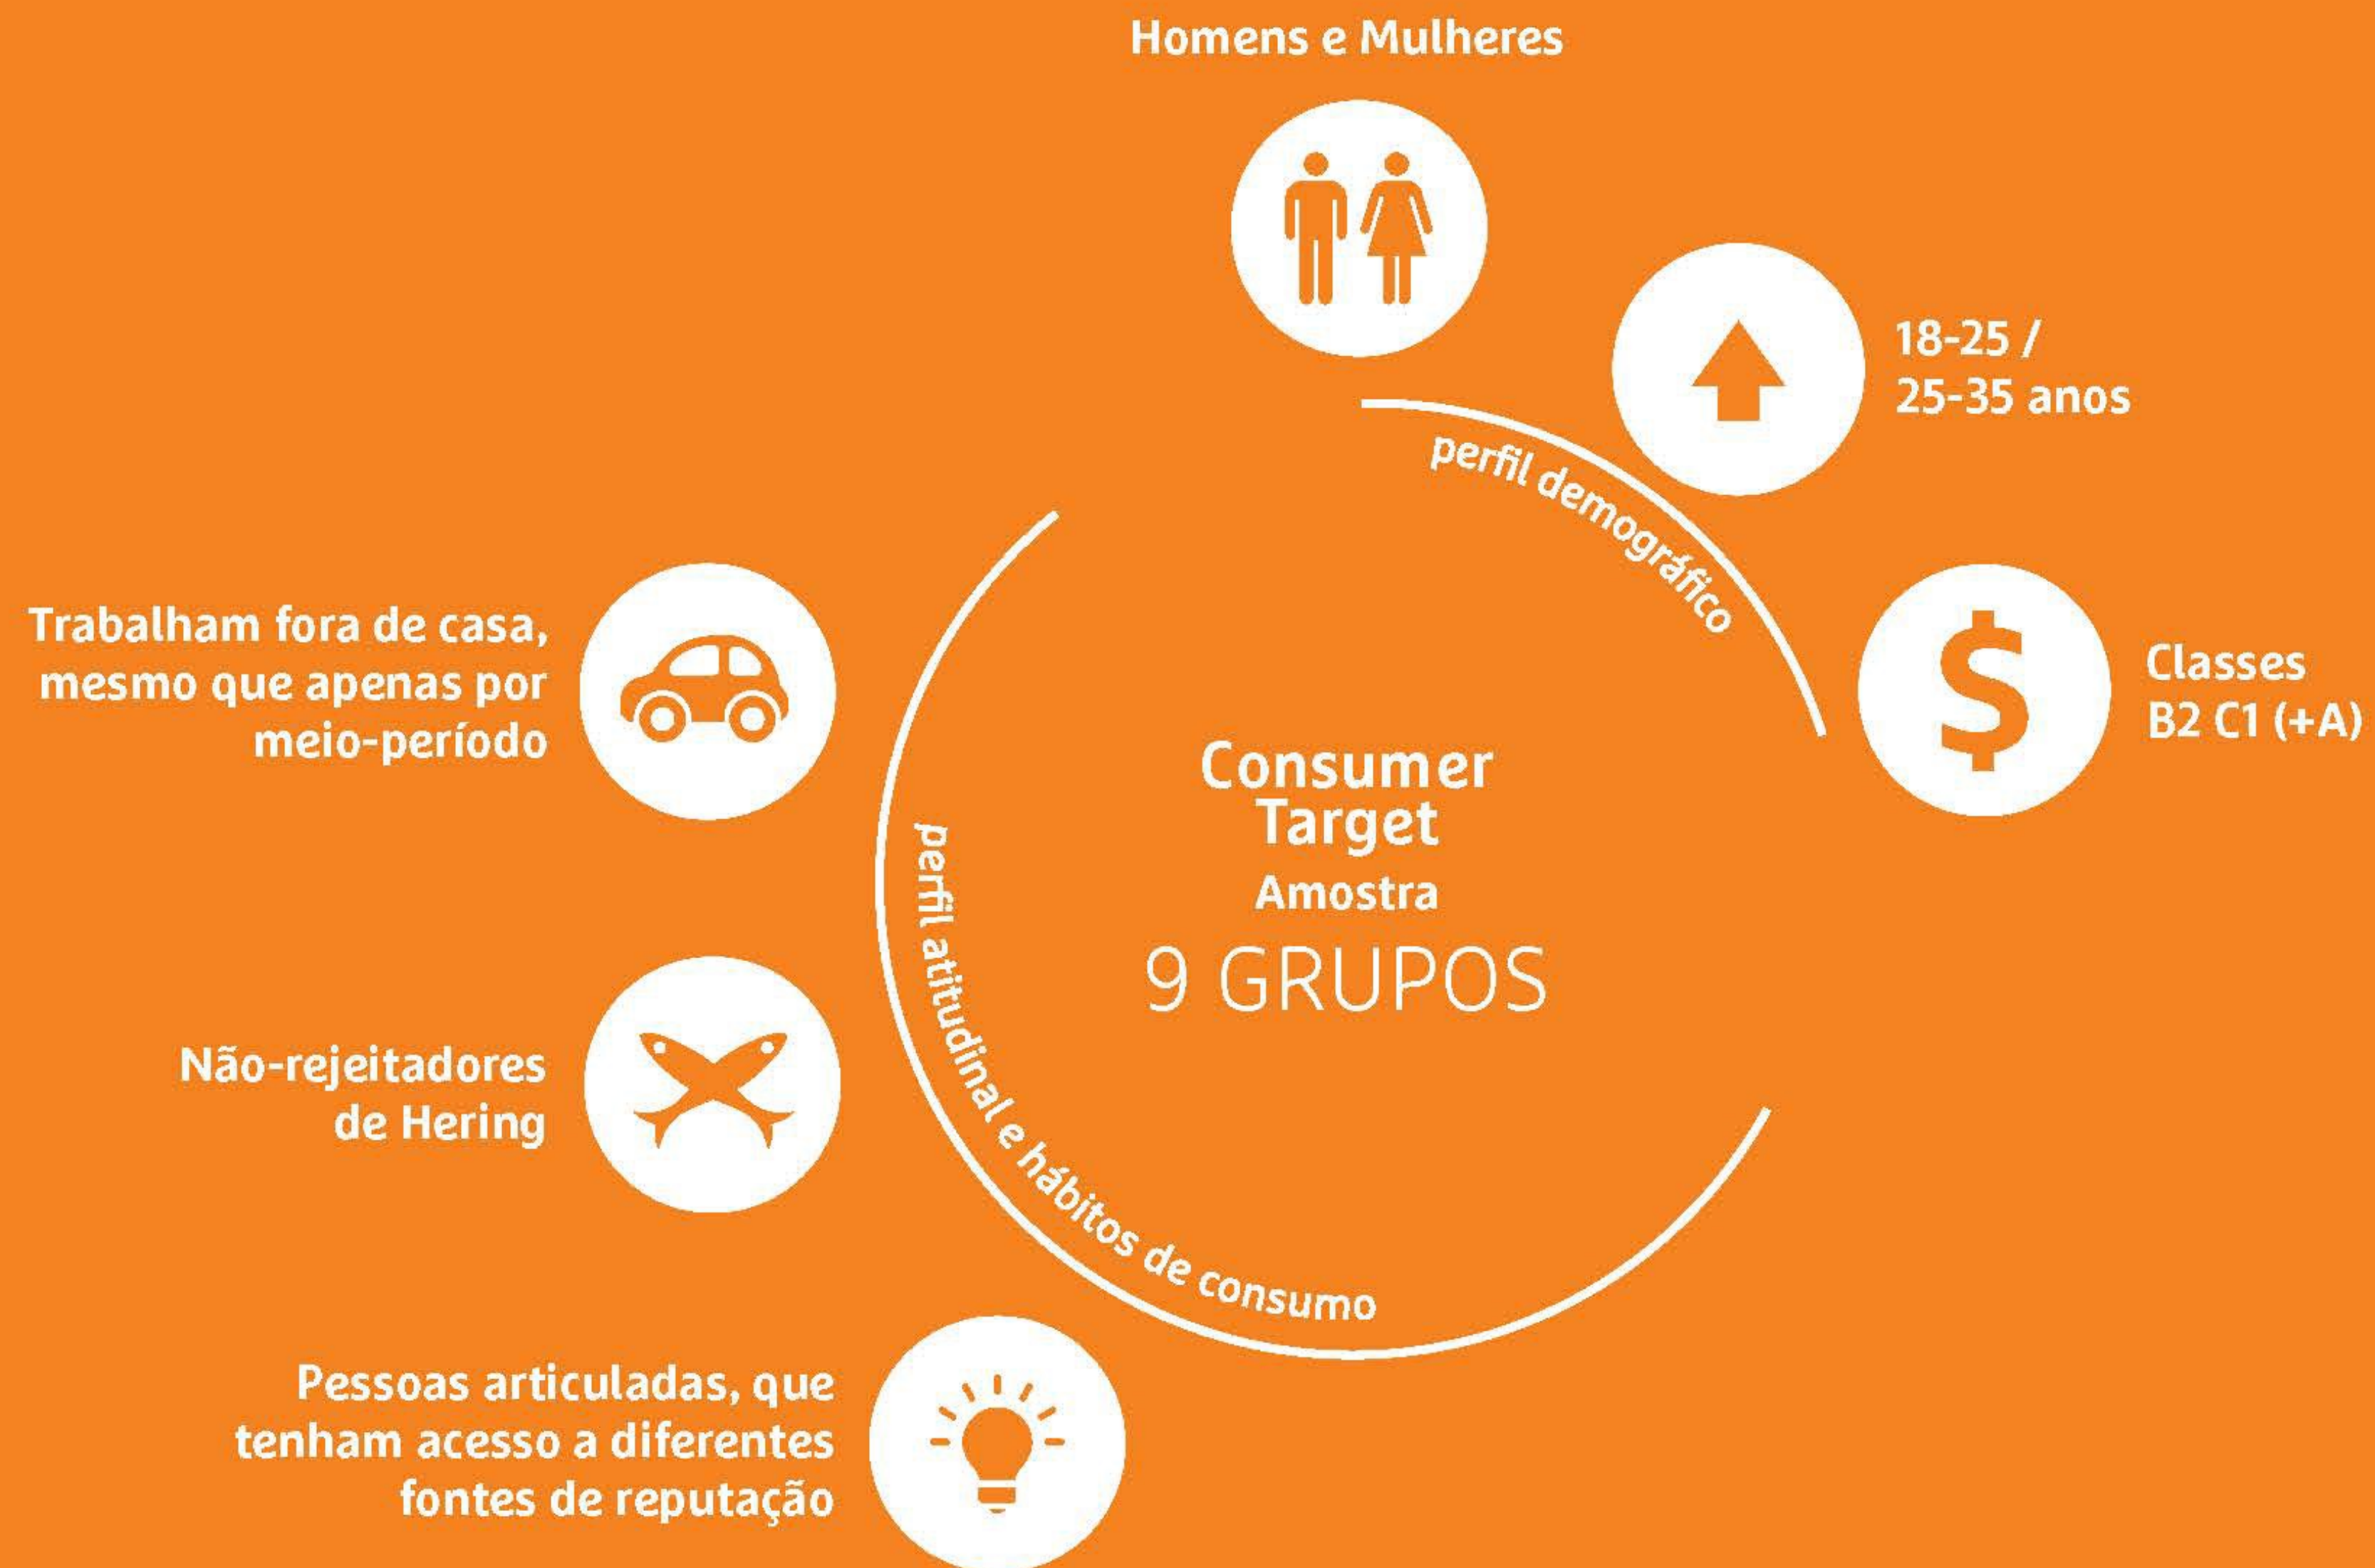 Homens e Mulheres
18-25 /
25-35 anos
perfil demográfico
Classes
B2 C1 (+A)
Trabalham fora de casa,
mesmo que apenas por
meio-período
Consumer
Target
Amostra
9 GRUPOS
perfil atitudinal e hábitos de consumo
Não-rejeitadores
de Hering
Pessoas articuladas, que
tenham acesso a diferentes
fontes de reputação